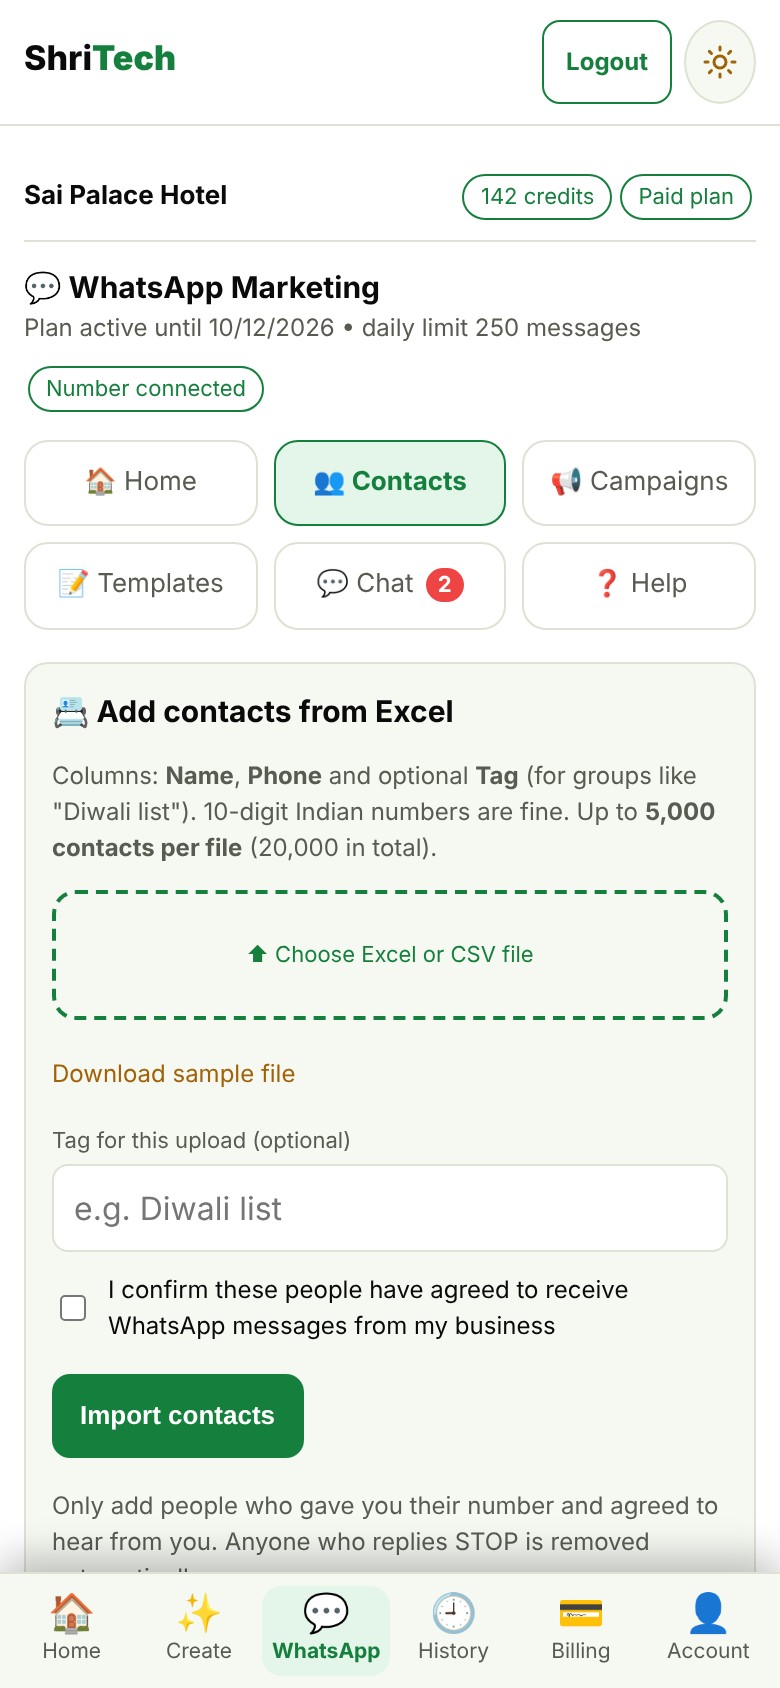 ShriTech
Logout
Sai Palace Hotel
142 credits
Paid plan
WhatsApp Marketing
Plan active until 10/12/2026 • daily limit 250 messages
Number connected
Home
Contacts
Campaigns
Templates
Chat 2
Help
Add contacts from Excel
Columns: Name, Phone and optional Tag (for groups like
"Diwali list"). 10-digit Indian numbers are fine. Up to 5,000
contacts per file (20,000 in total).
Choose Excel or CSV file
Download sample file
Tag for this upload (optional)
e.g. Diwali list
I confirm these people have agreed to receive
WhatsApp messages from my business
Import contacts
Only add people who gave you their number and agreed to
hear from you. Anyone who replies STOP is removed
Home
Create
WhatsApp
History
Billing
Account